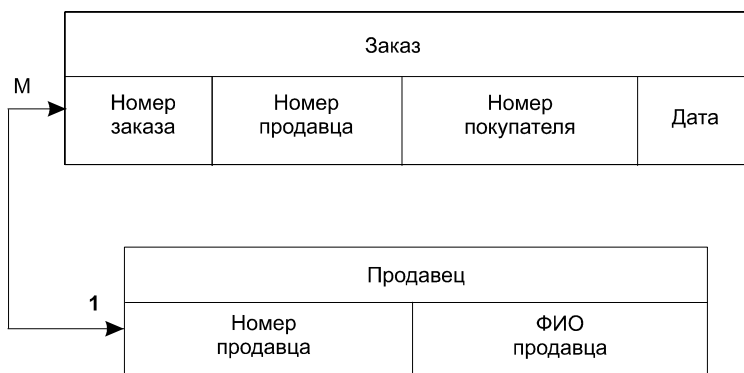 Заказ
М
Номер заказа
Номер продавца
Номер покупателя
Дата
Продавец
1
Номер продавца
ФИО продавца